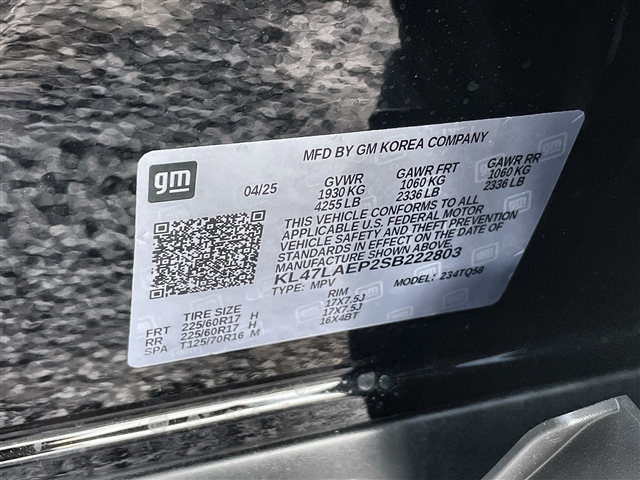 MFD BY GM KOREA COMPANY
gm
04/25
GVWR GAWR FRT GAWR RR
1930 KG 1060 KG 1060 KG
4255 LB 2336 LB 2336 LB
THIS VEHICLE CONFORMS TO ALL
APPLICABLE U.S. FEDERAL MOTOR
VEHICLE SAFETY AND THEFT PREVENTION
STANDARDS IN EFFECT ON THE DATE OF
MANUFACTURE SHOWN ABOVE.
KL47LAEP2SB222803
TYPE: MPV MODEL: 234TQ58
TIRE SIZE RIM
FRT 225/60R17 H 17X7.5J
RR 225/60R17 H 17X7.5J
SPA T125/70R16 M 16X4BT